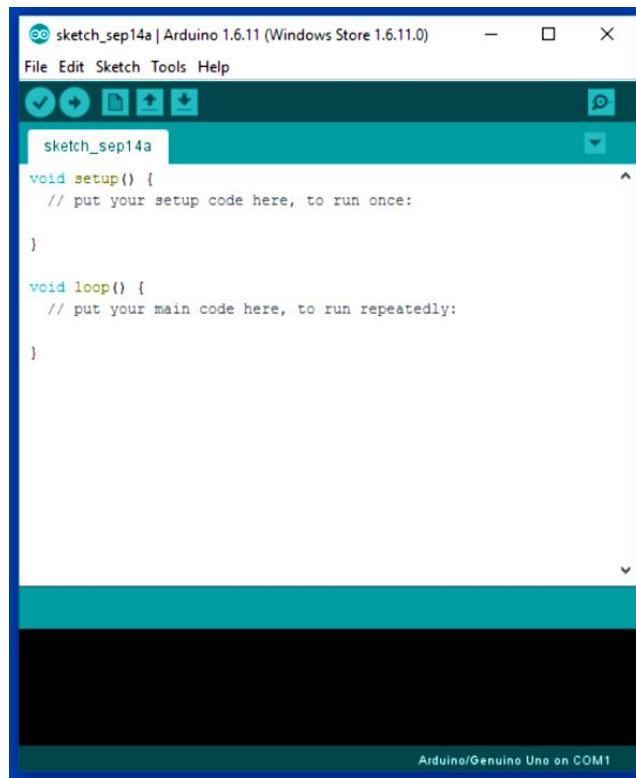 sketch_sep14a | Arduino 1.6.11 (Windows Store 1.6.11.0)
File Edit Sketch Tools Help
sketch_sep14a
void setup() {
  // put your setup code here, to run once:
}
void loop() {
  // put your main code here, to run repeatedly:
}
Arduino/Genuino Uno on COM1